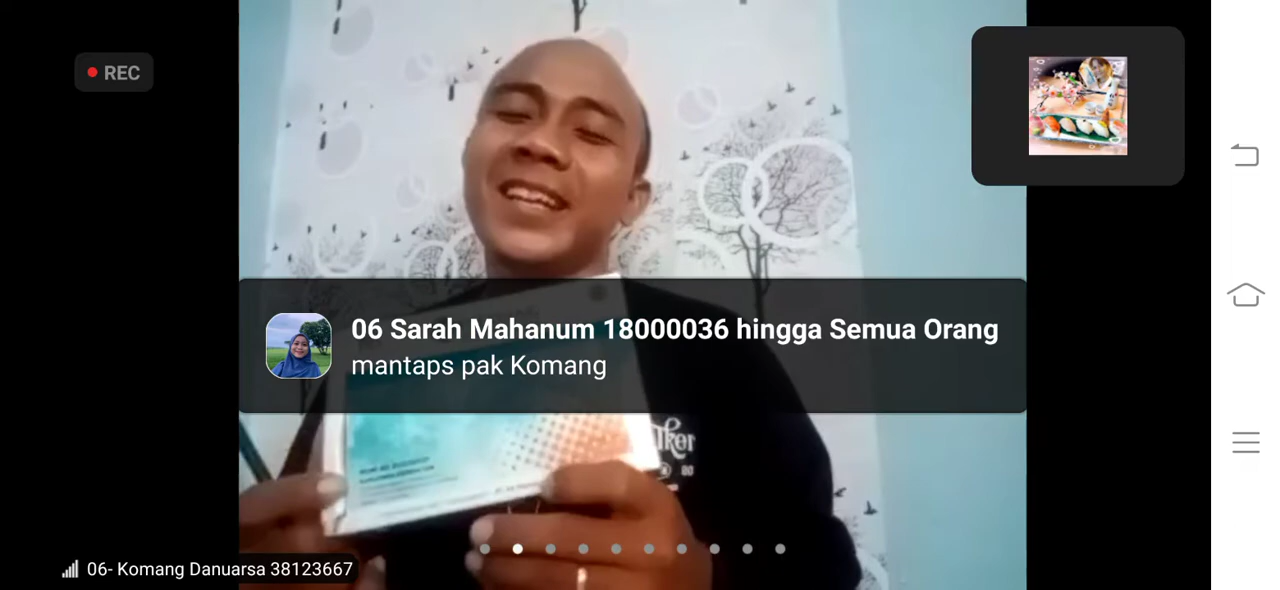 REC
06 Sarah Mahanum 18000036 hingga Semua Orang
mantaps pak Komang
06- Komang Danuarsa 38123667